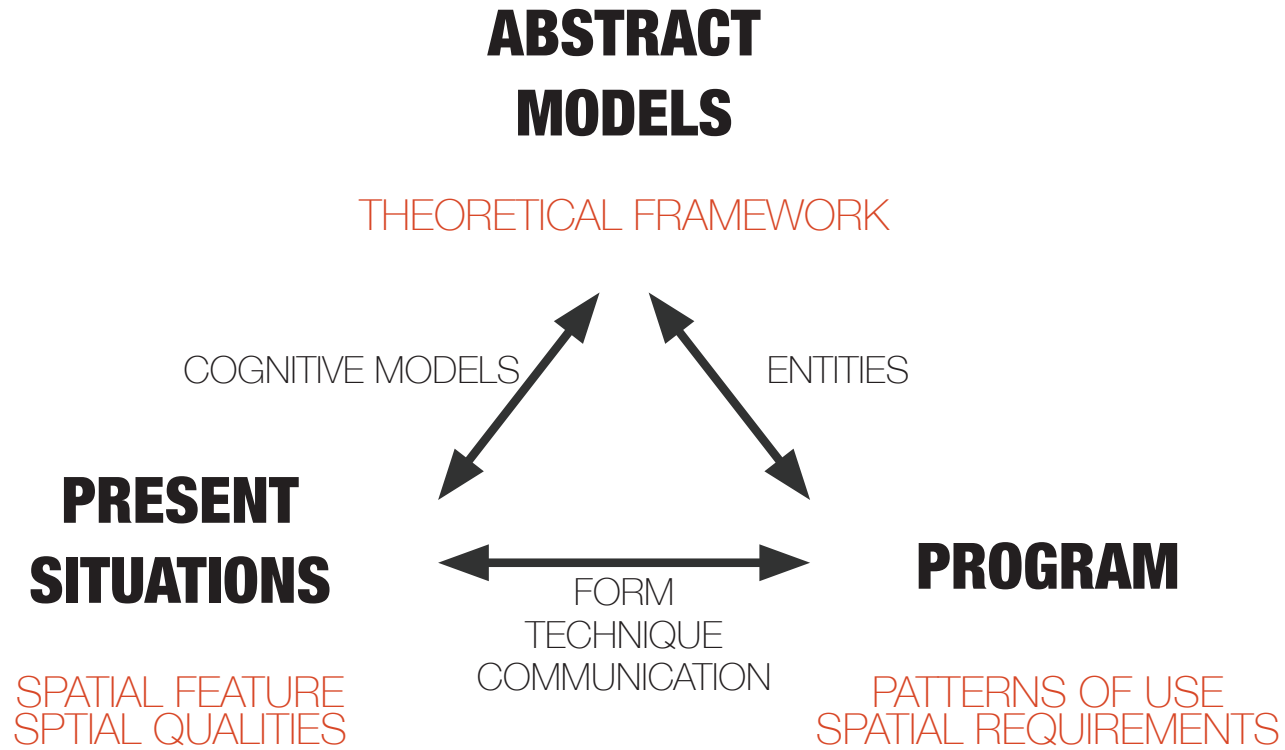 ABSTRACT
MODELS
THEORETICAL FRAMEWORK
COGNITIVE MODELS
ENTITIES
PRESENT
SITUATIONS
SPATIAL FEATURE
SPTIAL QUALITIES
FORM
TECHNIQUE
COMMUNICATION
PROGRAM
PATTERNS OF USE
SPATIAL REQUIREMENTS